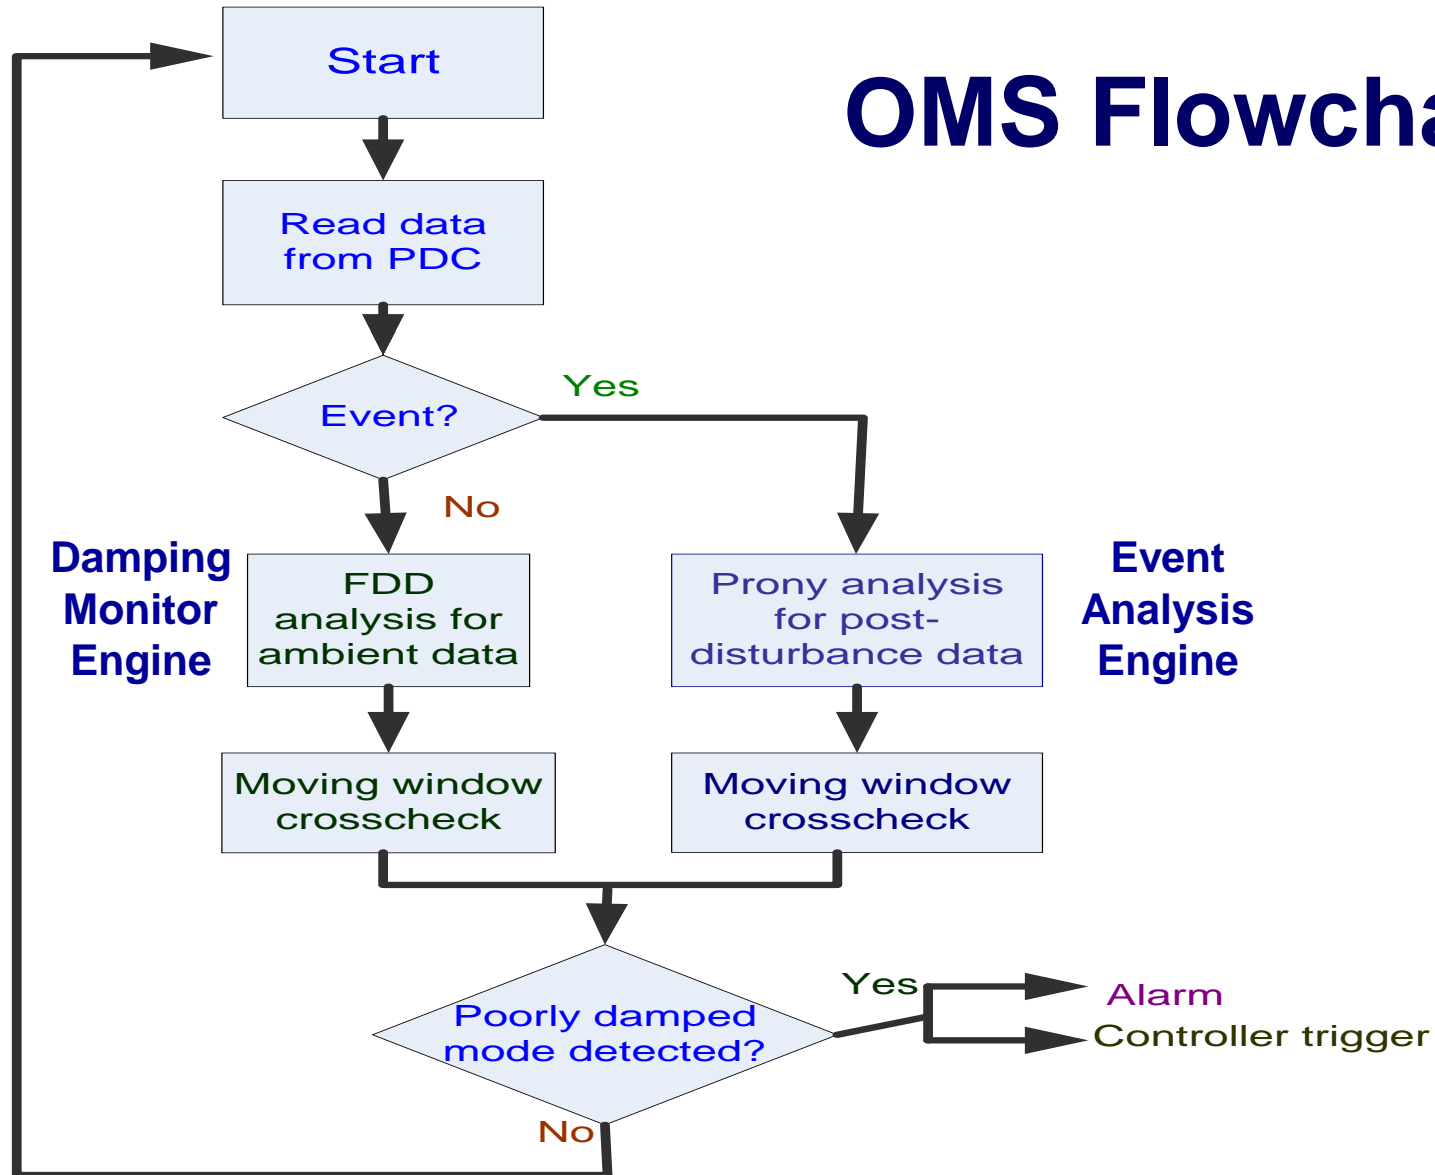 Start
OMS Flowcha
Read data
from PDC
Event?
Yes
No
Damping
Monitor
Engine
FDD
analysis for
ambient data
Prony analysis
for post-
disturbance data
Event
Analysis
Engine
Moving window
crosscheck
Moving window
crosscheck
Poorly damped
mode detected?
Yes
Alarm
Controller trigger
No